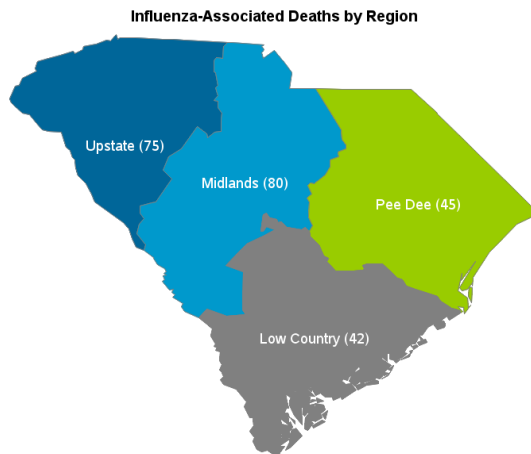 Influenza-Associated Deaths by Region
Upstate (75)
Midlands (80)
Pee Dee (45)
Low Country (42)